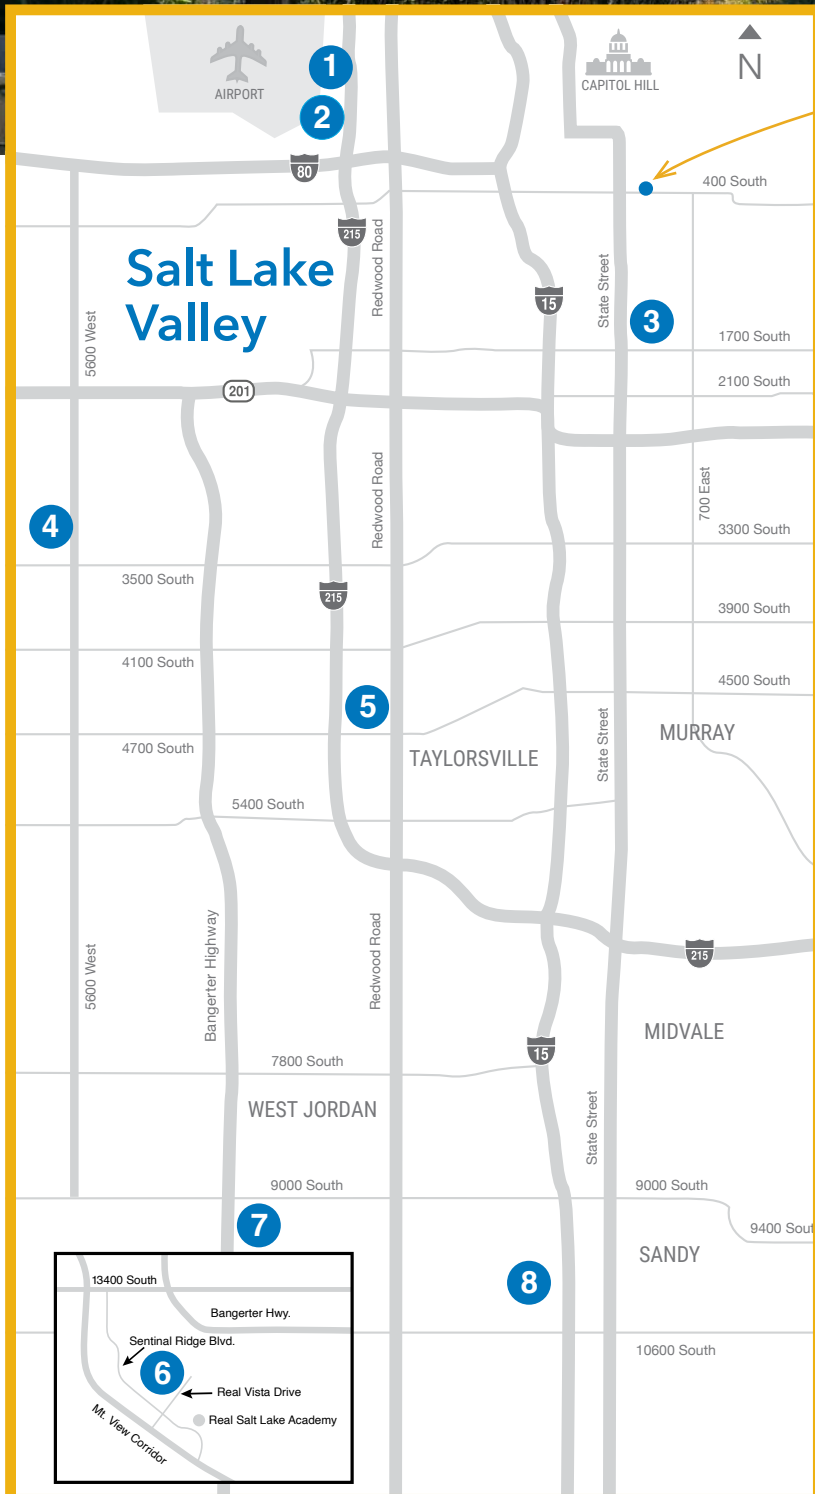 N
AIRPORT
1
CAPITOL HILL
2
80
400 South
215
Redwood Road
Salt Lake
Valley
15
State Street
3
5600 West
1700 South
2100 South
201
4
Redwood Road
700 East
3300 South
3500 South
215
3900 South
4100 South
4500 South
5
4700 South
TAYLORSVILLE
State Street
MURRAY
5400 South
5600 West
Bangerter Highway
Redwood Road
215
15
MIDVALE
7800 South
WEST JORDAN
State Street
9000 South
9000 South
7
9400 Sout
SANDY
8
13400 South
Bangerter Hwy.
Sentinal Ridge Blvd.
6
10600 South
Real Vista Drive
Mt. View Corridor
Real Salt Lake Academy